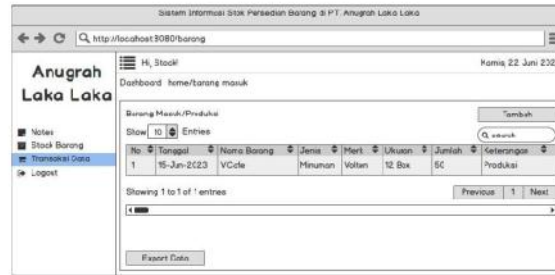 Sistem Informasi Stok Persedian Barang di PT. Anugrah Laka Laka
http://locahost:8080/barang
Anugrah
Laka Laka
Notes
Stock Barang
Transaksi Data
Logout
Hi, Stock!
Kamis, 22 Juni 202
Dashboard home/barang masuk
Barang Masuk/Produksi
Tambah
Show 10 Entries
search
No Tanggal Nama Barang Jenis Merk Ukuran Jumlah Keterangan
1 15-Jun-2023 VCafe Minuman Volten 12 Box 50 Produksi
Showing 1 to 1 of 1 entries
Previous 1 Next
Export Data